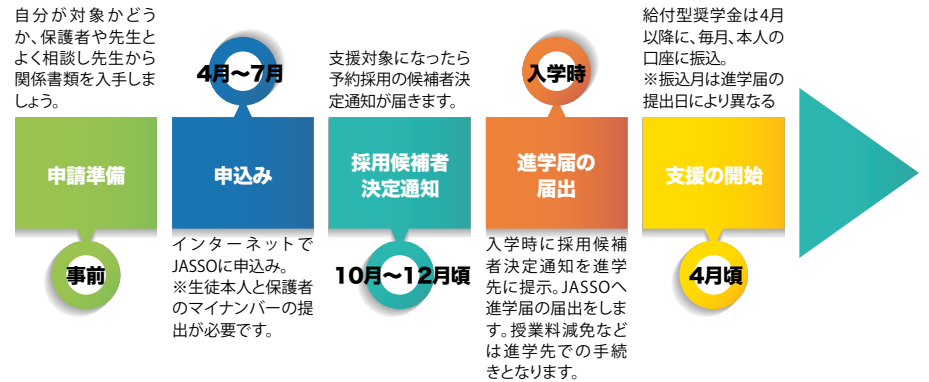 自分が対象かどう
か、保護者や先生と
よく相談し先生から
関係書類を入手しま
しょう。
申請準備
事前
4月〜7月
申込み
インターネットで
JASSOに申込み。
※生徒本人と保護者
のマイナンバーの提
出が必要です。
支援対象になったら
予約採用の候補者決
定通知が届きます。
採用候補者
決定通知
10月〜12月頃
入学時
進学届の
届出
入学時に採用候補
者決定通知を進学
先に提示。JASSOへ
進学届の届出をしま
す。授業料減免など
は進学先での手続
きとなります。
給付型奨学金は4月
以降に、毎月、本人の
口座に振込。
※振込月は進学届の
提出日により異なる
支援の開始
4月頃